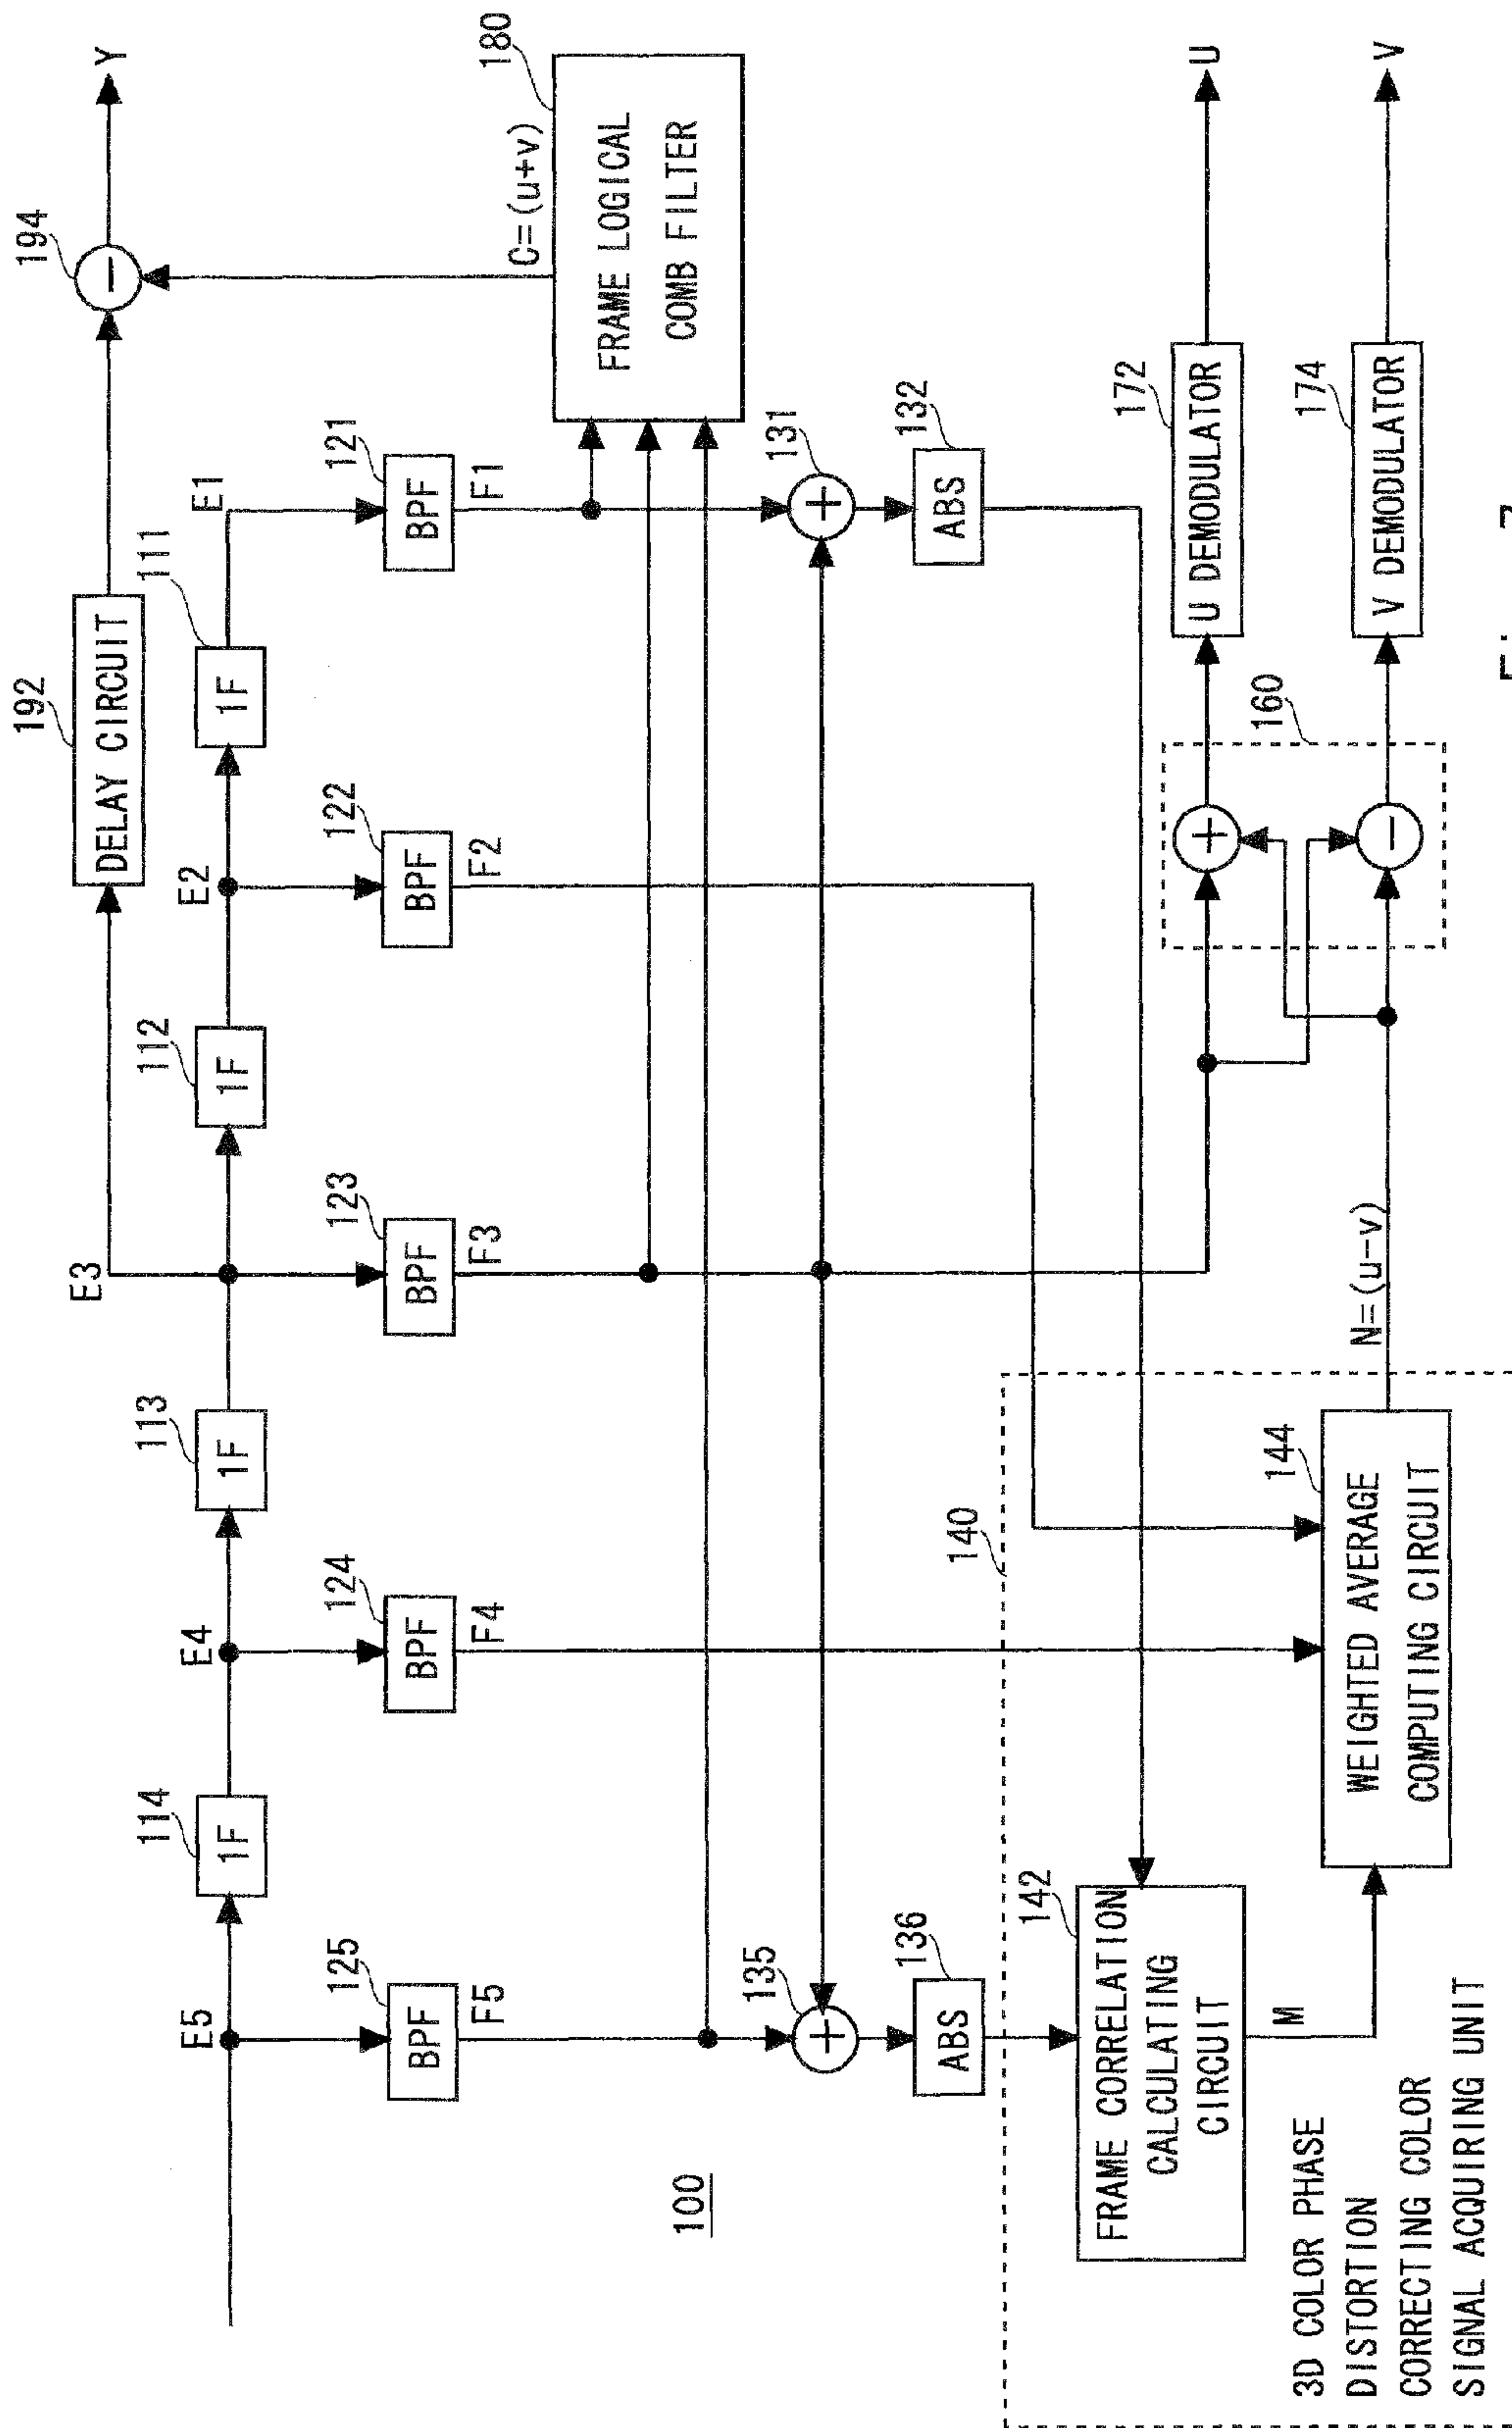 100
E5
114
1F
E4
113
1F
E3
112
1F
E2
111
1F
E1
192
DELAY CIRCUIT
194
−
Y
125
BPF
F5
124
BPF
F4
123
BPF
F3
122
BPF
F2
121
BPF
F1
C=(u+v)
180
FRAME LOGICAL
COMB FILTER
135
+
136
ABS
131
+
132
ABS
140
142
FRAME CORRELATION
CALCULATING
CIRCUIT
M
144
WEIGHTED AVERAGE
COMPUTING CIRCUIT
N=(u-v)
160
+
−
172
U DEMODULATOR
U
174
V DEMODULATOR
V
3D COLOR PHASE
DISTORTION
CORRECTING COLOR
SIGNAL ACQUIRING UNIT